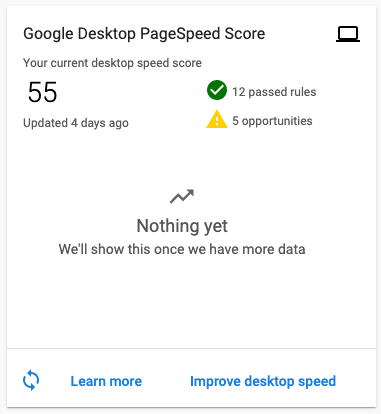 Google Desktop PageSpeed Score
Your current desktop speed score
55
12 passed rules
Updated 4 days ago
5 opportunities
Nothing yet
We'll show this once we have more data
Learn more
Improve desktop speed